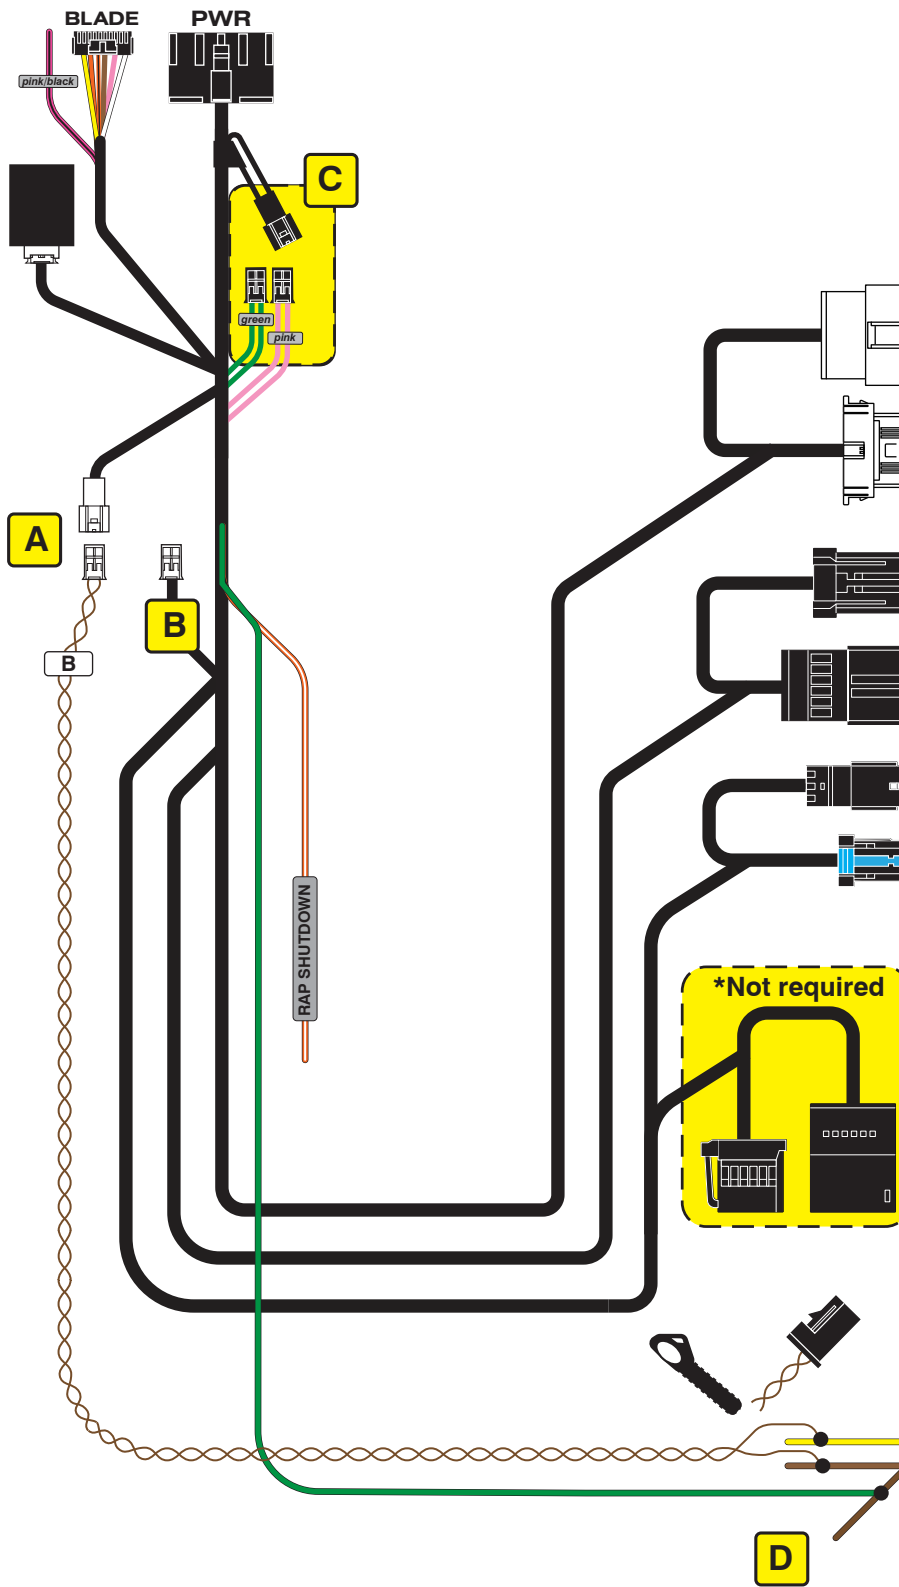 BLADE
PWR
pink/black
C
green
pink
A
B
B
RAP SHUTDOWN
*Not required
D